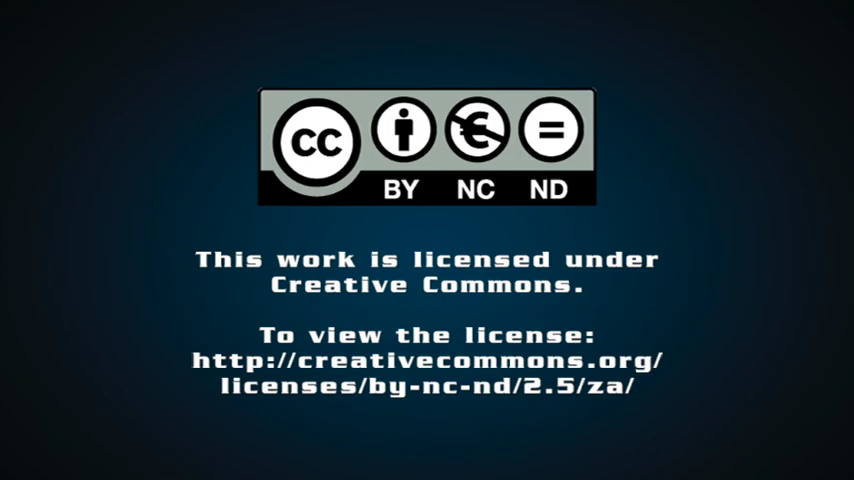 CC
BY NC ND
This work is licensed under
Creative Commons.
To view the license:
http://creativecommons.org/
licenses/by-nc-nd/2.5/za/